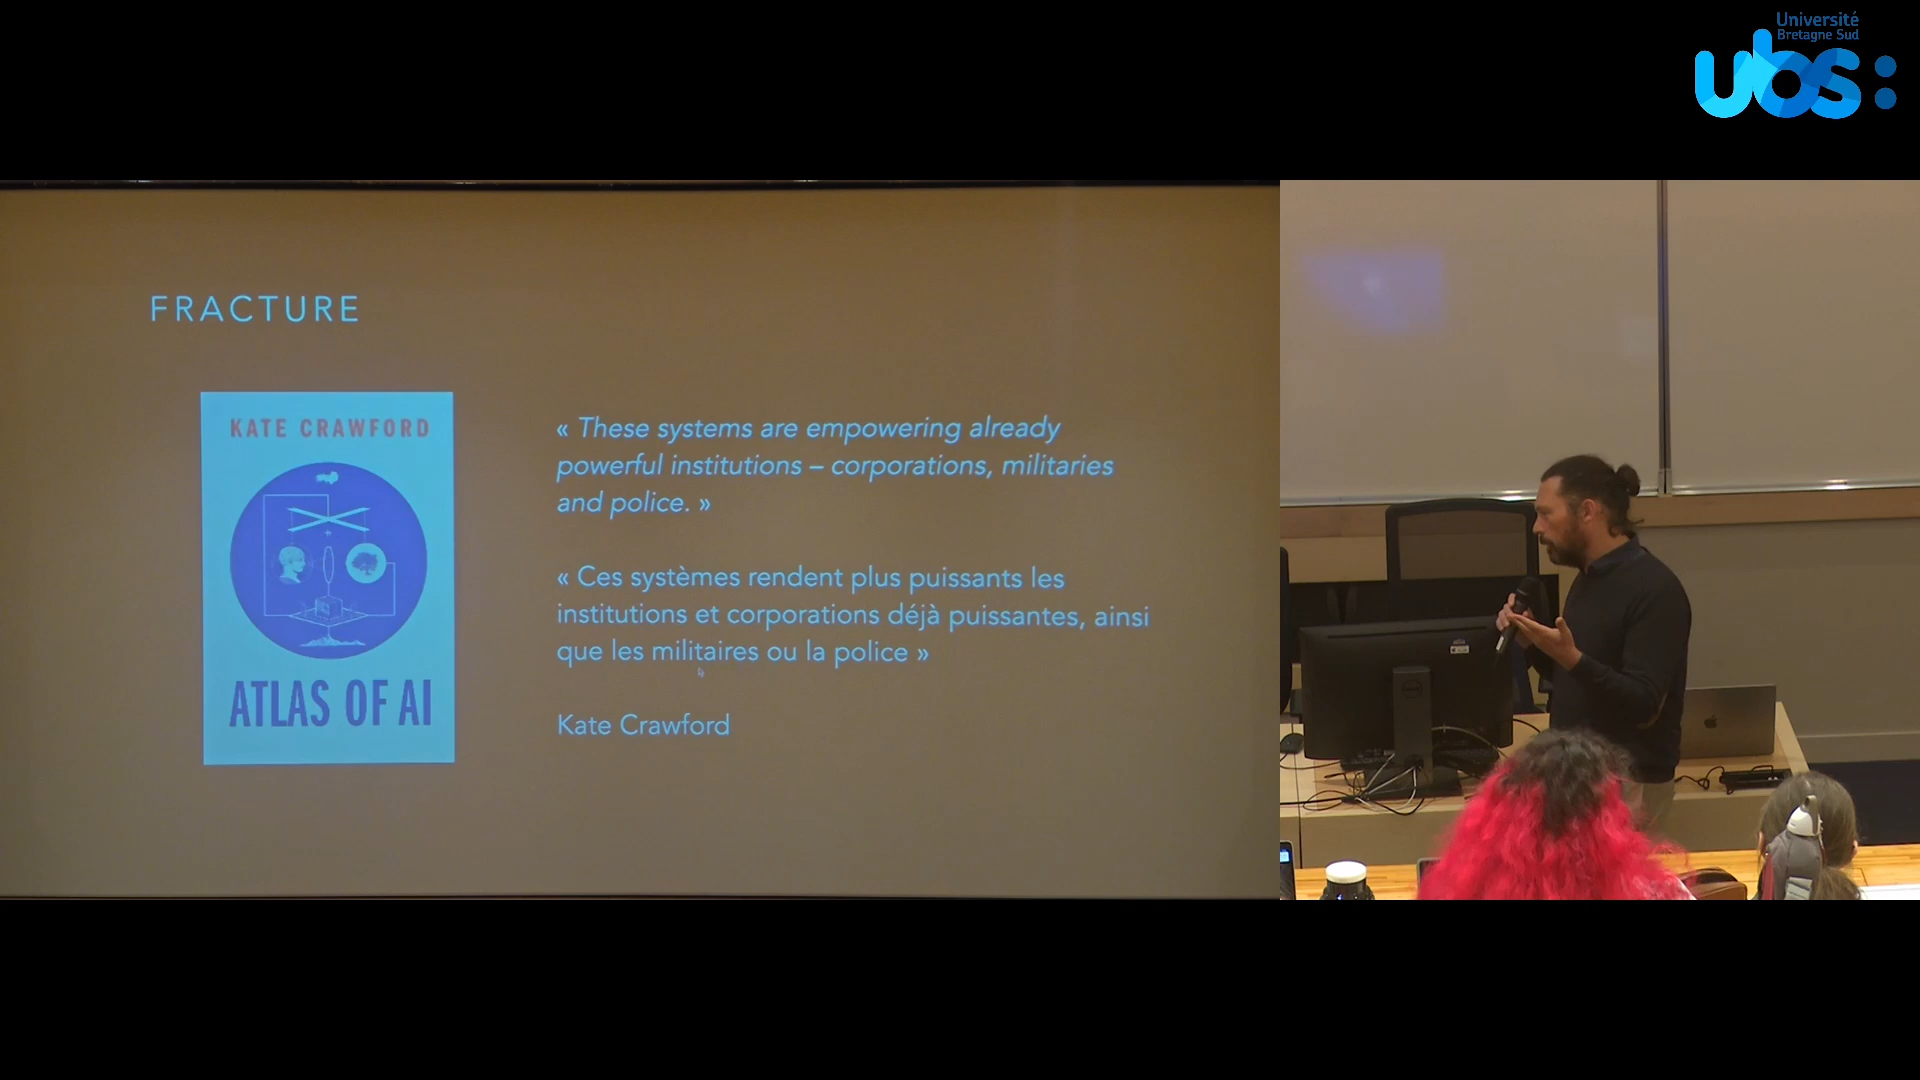 Université
Bretagne Sud
ubs:
FRACTURE
KATE CRAWFORD
ATLAS OF AI
« These systems are empowering already
powerful institutions – corporations, militaries
and police. »
« Ces systèmes rendent plus puissants les
institutions et corporations déjà puissantes, ainsi
que les militaires ou la police »
Kate Crawford